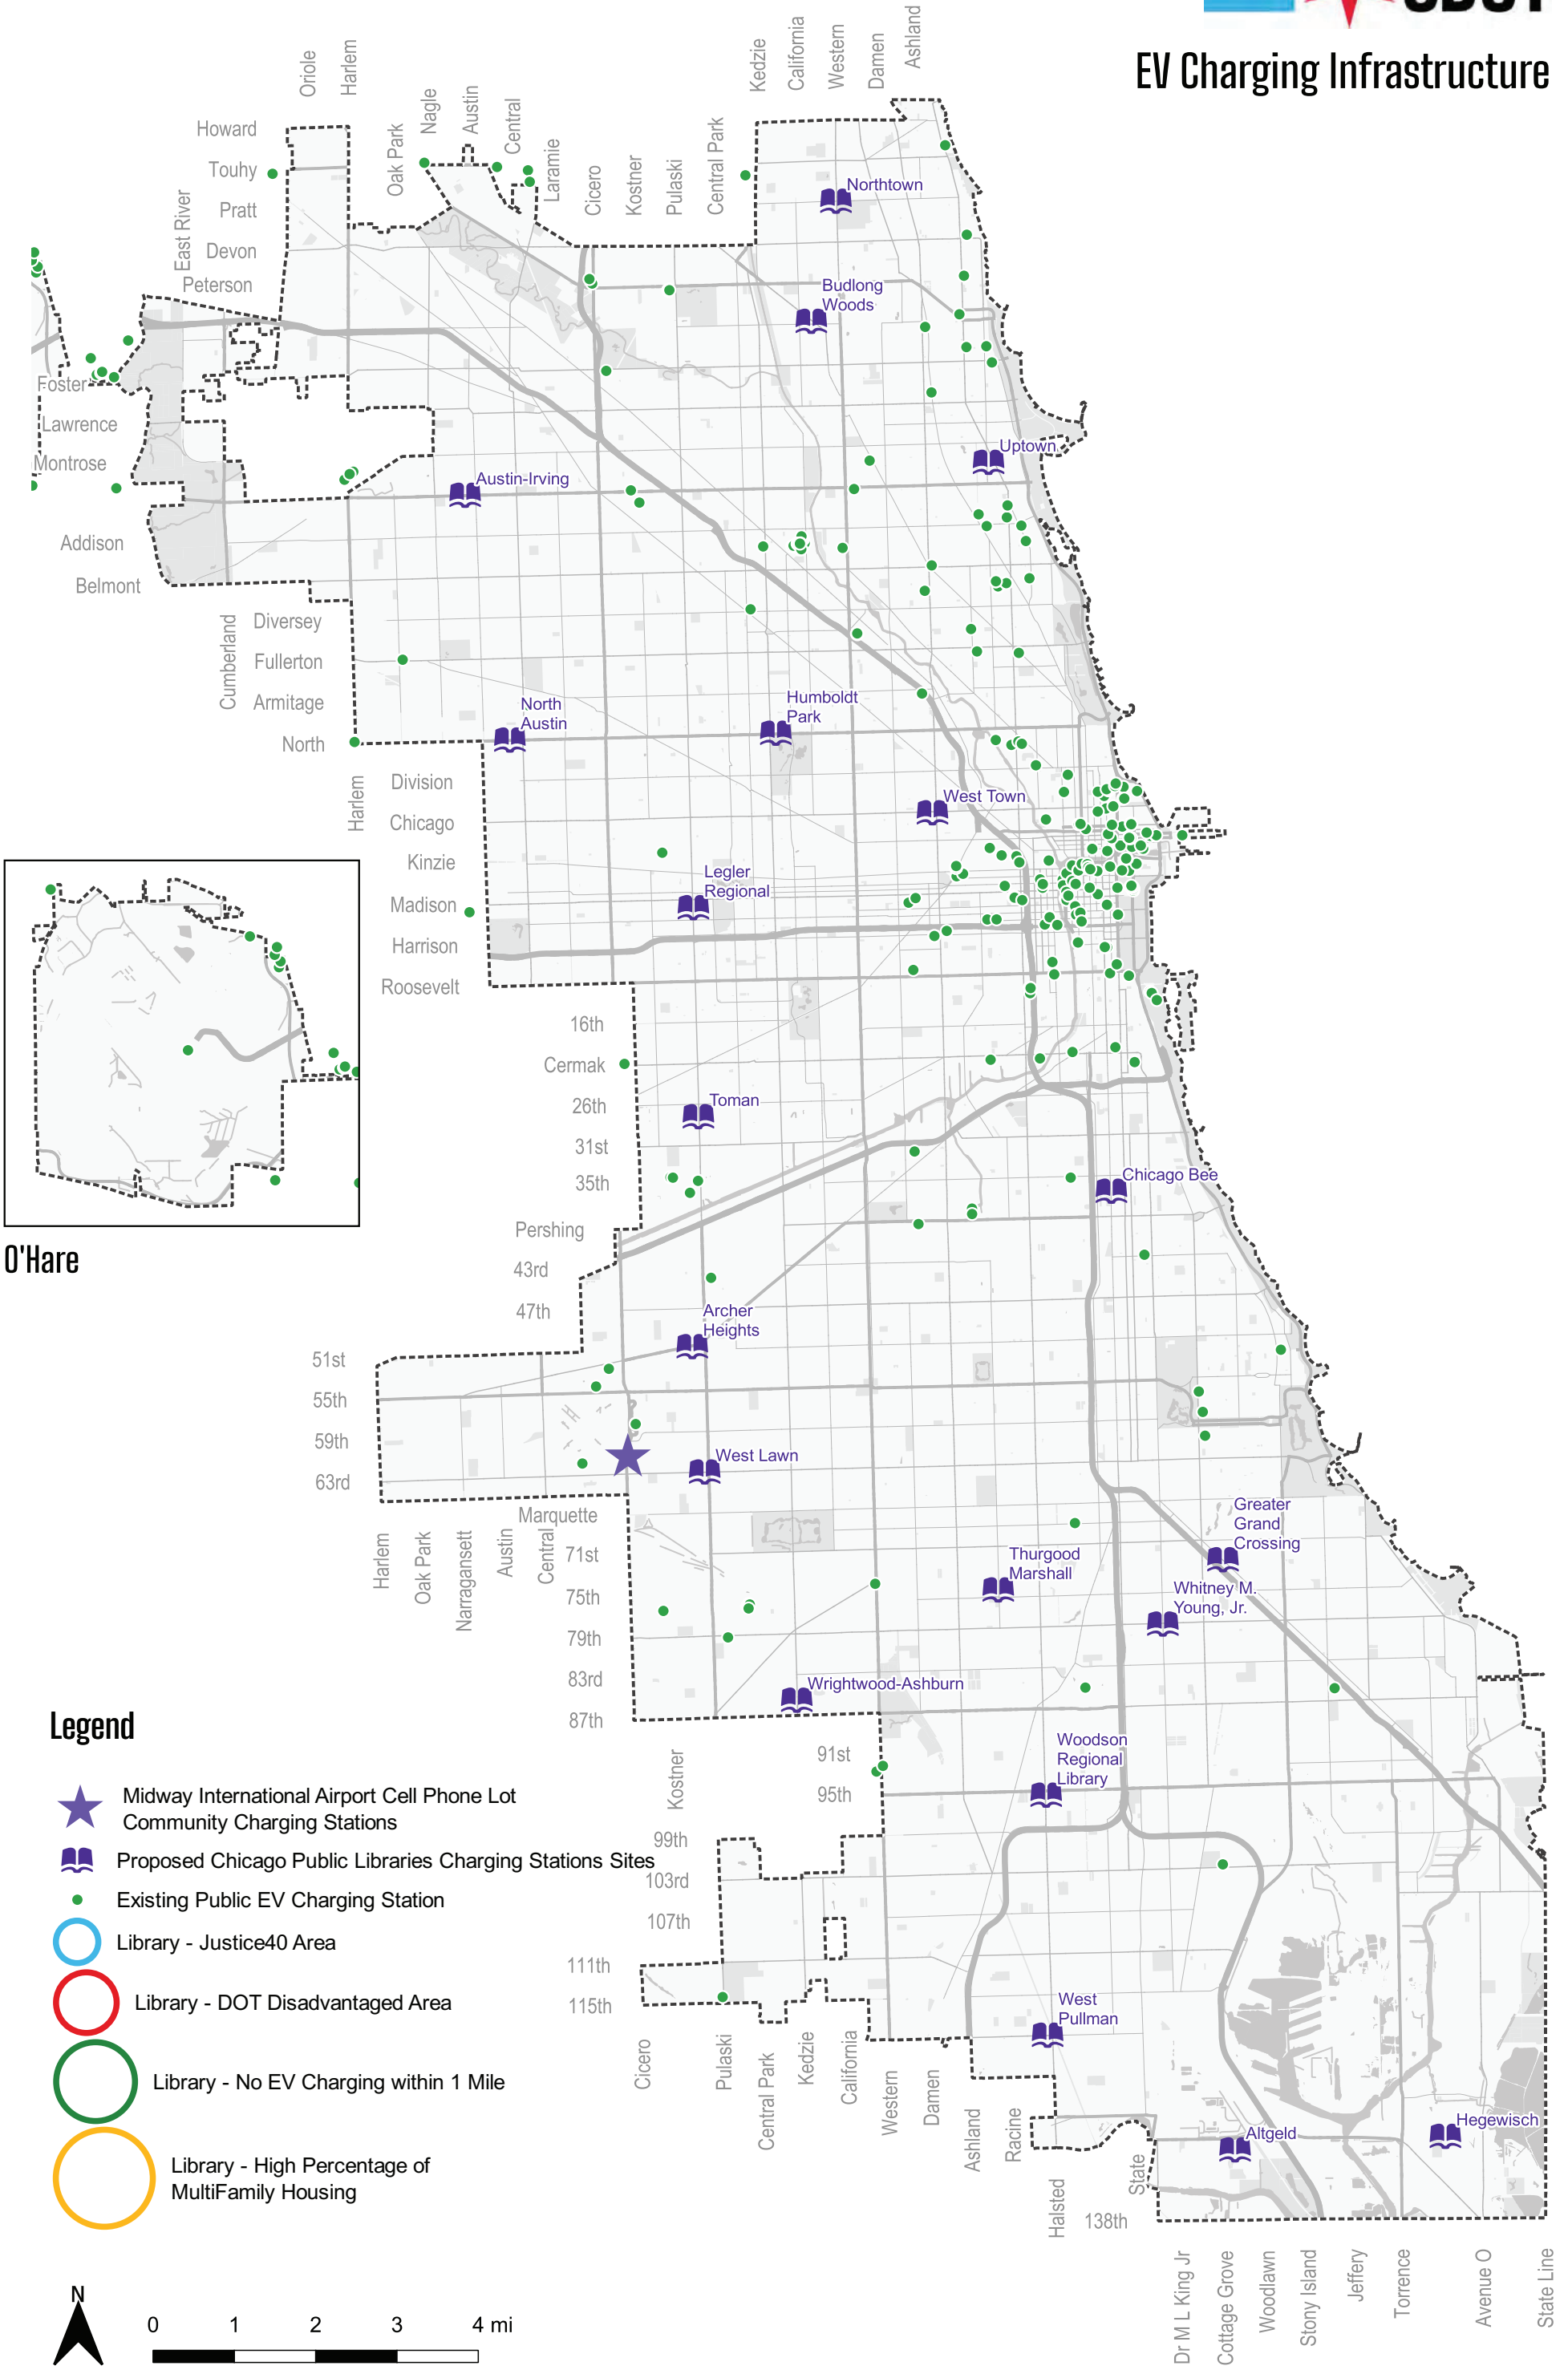 EV Charging Infrastructure
Oriole
Harlem
Oak Park
Nagle
Austin
Central
Laramie
Cicero
Kostner
Pulaski
Central Park
Kedzie
California
Western
Damen
Ashland
Howard
Touhy
Pratt
Devon
Peterson
East River
Foster
Lawrence
Montrose
Addison
Belmont
Cumberland
Diversey
Fullerton
Armitage
North
Harlem
Division
Chicago
Kinzie
Madison
Harrison
Roosevelt
16th
Cermak
26th
31st
35th
Pershing
43rd
47th
51st
55th
59th
63rd
Marquette
71st
75th
79th
83rd
87th
Harlem
Oak Park
Narragansett
Austin
Central
Kostner
91st
95th
99th
103rd
107th
111th
115th
Cicero
Pulaski
Central Park
Kedzie
California
Western
Damen
Ashland
Racine
Halsted
State
138th
Dr M L King Jr
Cottage Grove
Woodlawn
Stony Island
Jeffery
Torrence
Avenue O
State Line
Northtown
Budlong
Woods
Uptown
Austin-Irving
North
Austin
Humboldt
Park
West Town
Legler
Regional
Toman
Chicago Bee
Archer
Heights
West Lawn
Greater
Grand
Crossing
Thurgood
Marshall
Whitney M.
Young, Jr.
Wrightwood-Ashburn
Woodson
Regional
Library
West
Pullman
Altgeld
Hegewisch
O'Hare
Legend
Midway International Airport Cell Phone Lot
Community Charging Stations
Proposed Chicago Public Libraries Charging Stations Sites
Existing Public EV Charging Station
Library - Justice40 Area
Library - DOT Disadvantaged Area
Library - No EV Charging within 1 Mile
Library - High Percentage of
MultiFamily Housing
N
0 1 2 3 4 mi